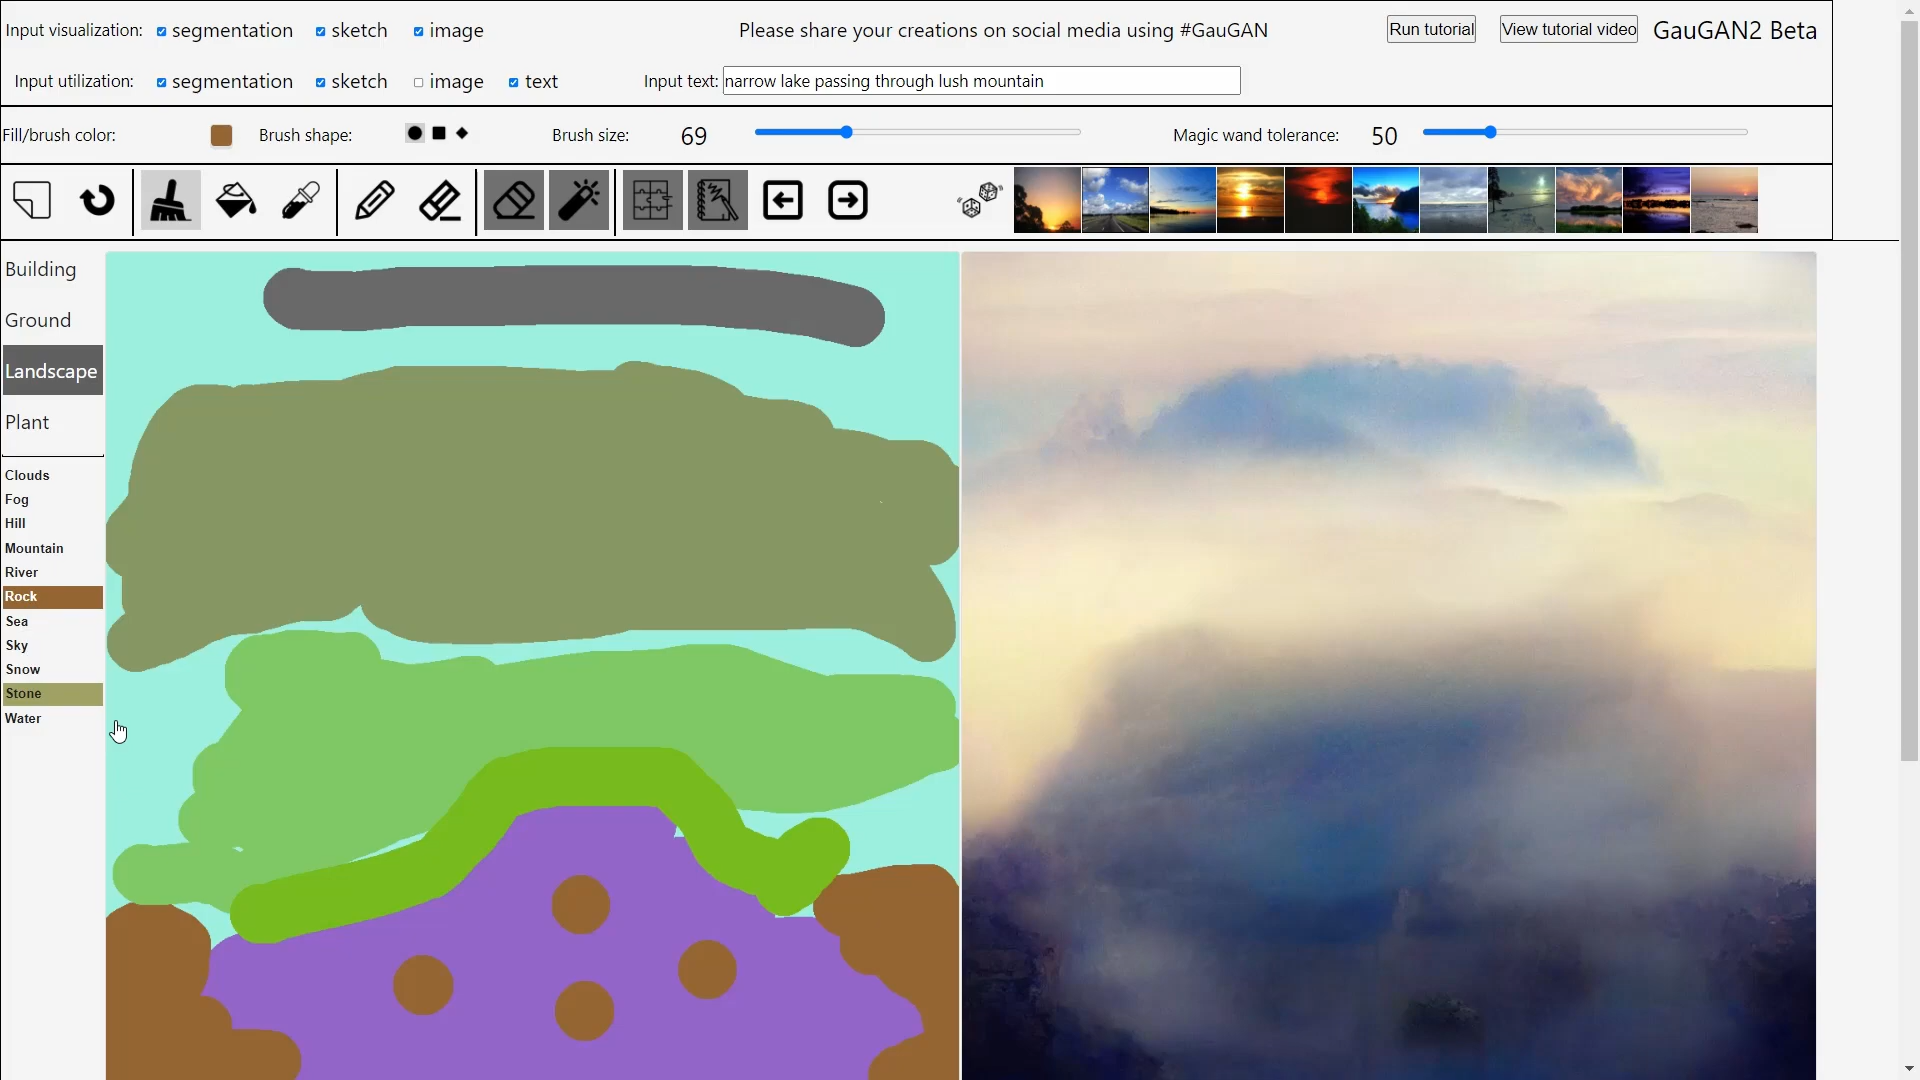 Input visualization: segmentation sketch image Please share your creations on social media using #GauGAN Run tutorial View tutorial video GauGAN2 Beta
Input utilization: segmentation sketch image text Input text: narrow lake passing through lush mountain
Fill/brush color: Brush shape: Brush size: 69 Magic wand tolerance: 50
Building
Ground
Landscape
Plant
Clouds
Fog
Hill
Mountain
River
Rock
Sea
Sky
Snow
Stone
Water